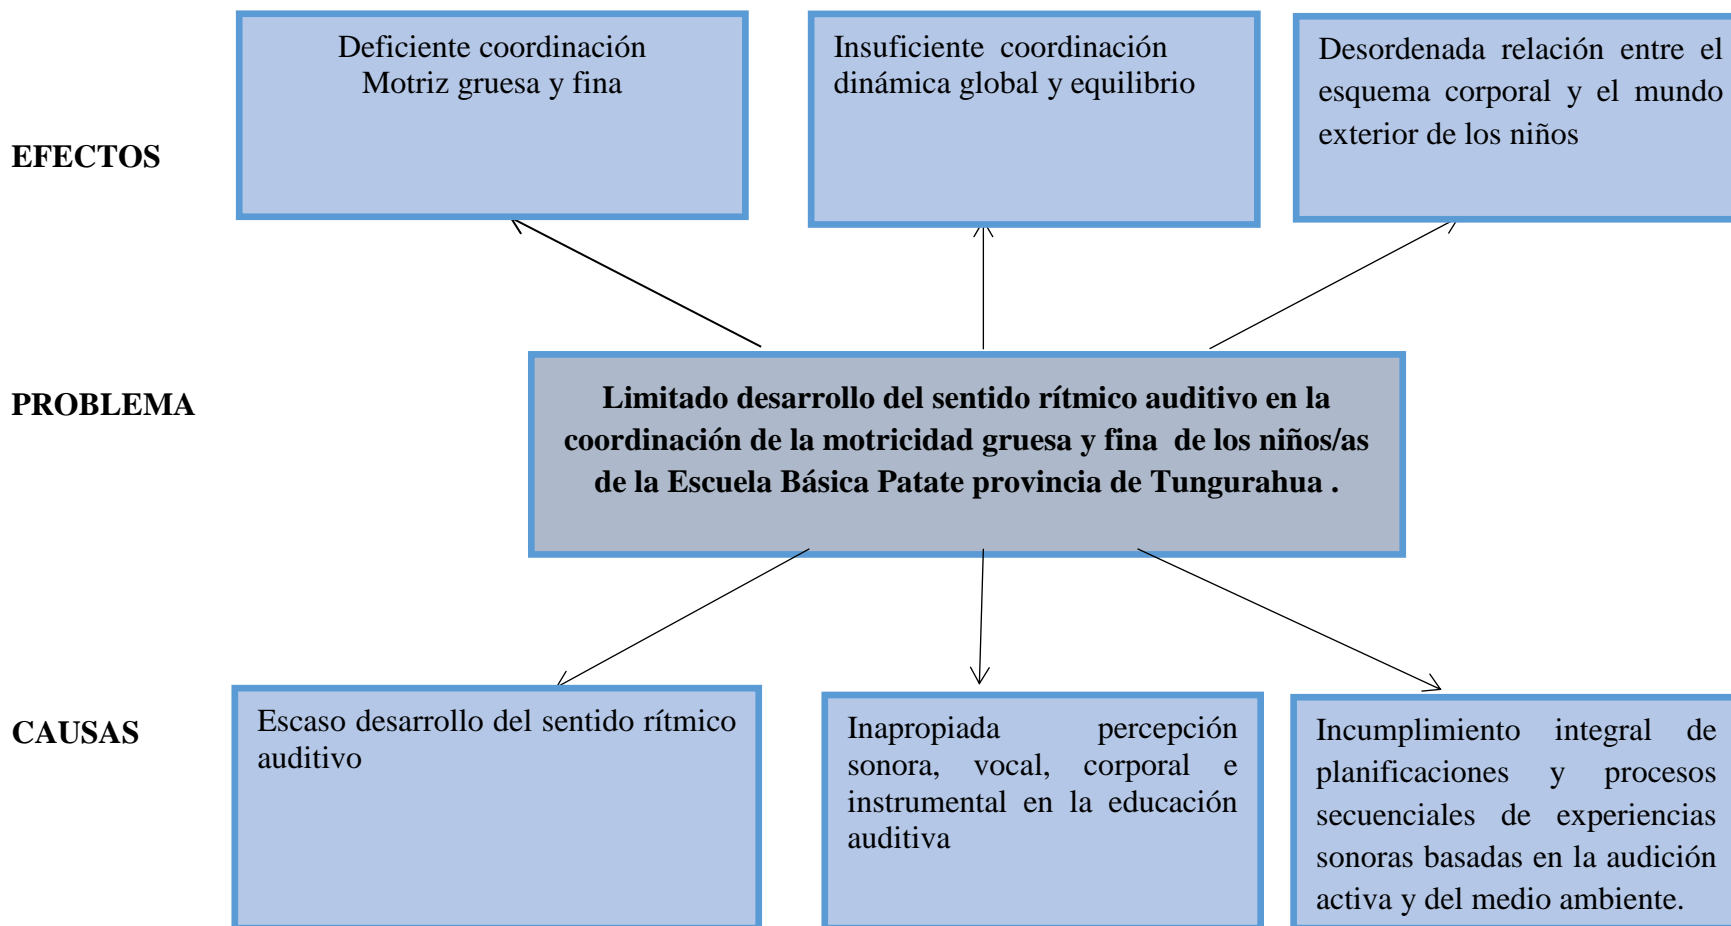 Deficiente coordinación
Motriz gruesa y fina
Insuficiente coordinación
dinámica global y equilibrio
Desordenada relación entre el
esquema corporal y el mundo
exterior de los niños
EFECTOS
PROBLEMA
Limitado desarrollo del sentido rítmico auditivo en la
coordinación de la motricidad gruesa y fina de los niños/as
de la Escuela Básica Patate provincia de Tungurahua .
CAUSAS
Escaso desarrollo del sentido rítmico
auditivo
Inapropiada percepción
sonora, vocal, corporal e
instrumental en la educación
auditiva
Incumplimiento integral de
planificaciones y procesos
secuenciales de experiencias
sonoras basadas en la audición
activa y del medio ambiente.